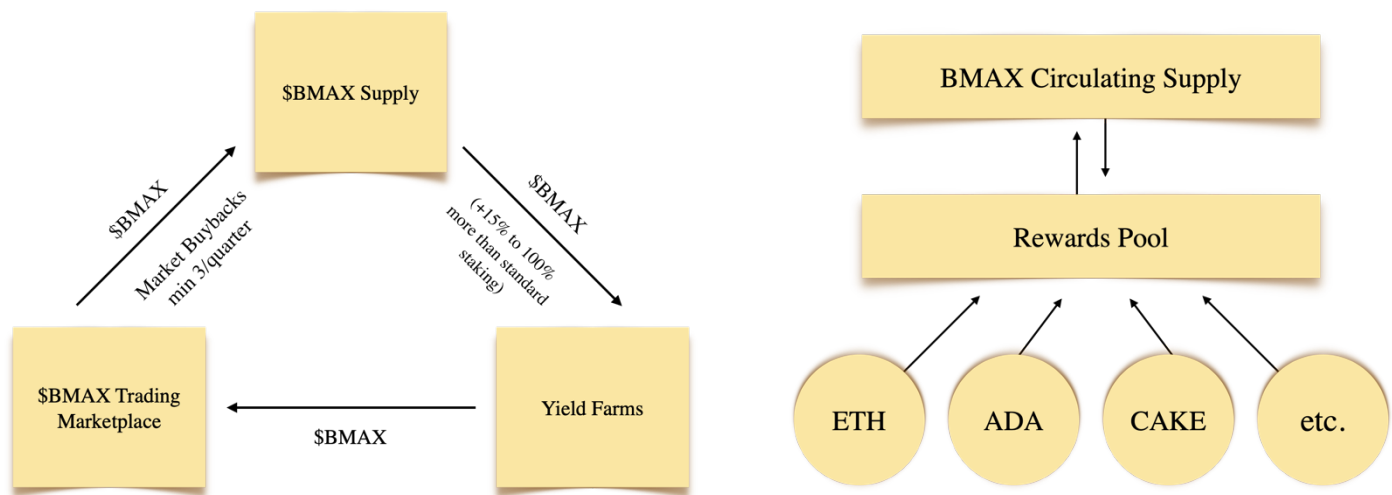 $BMAX Supply
$BMAX
Market Buybacks
min 3/quarter
$BMAX
(+15% to 100%
more than standard
staking)
$BMAX Trading
Marketplace
Yield Farms
$BMAX
BMAX Circulating Supply
Rewards Pool
ETH
ADA
CAKE
etc.